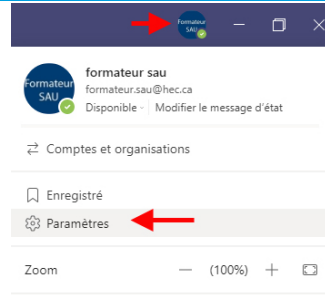 Formateur
SAU
formateur sau
formateur.sau@hec.ca
Disponible - Modifier le message d'état
Formateur
SAU
Comptes et organisations
Enregistré
Paramètres
Zoom — (100%) +